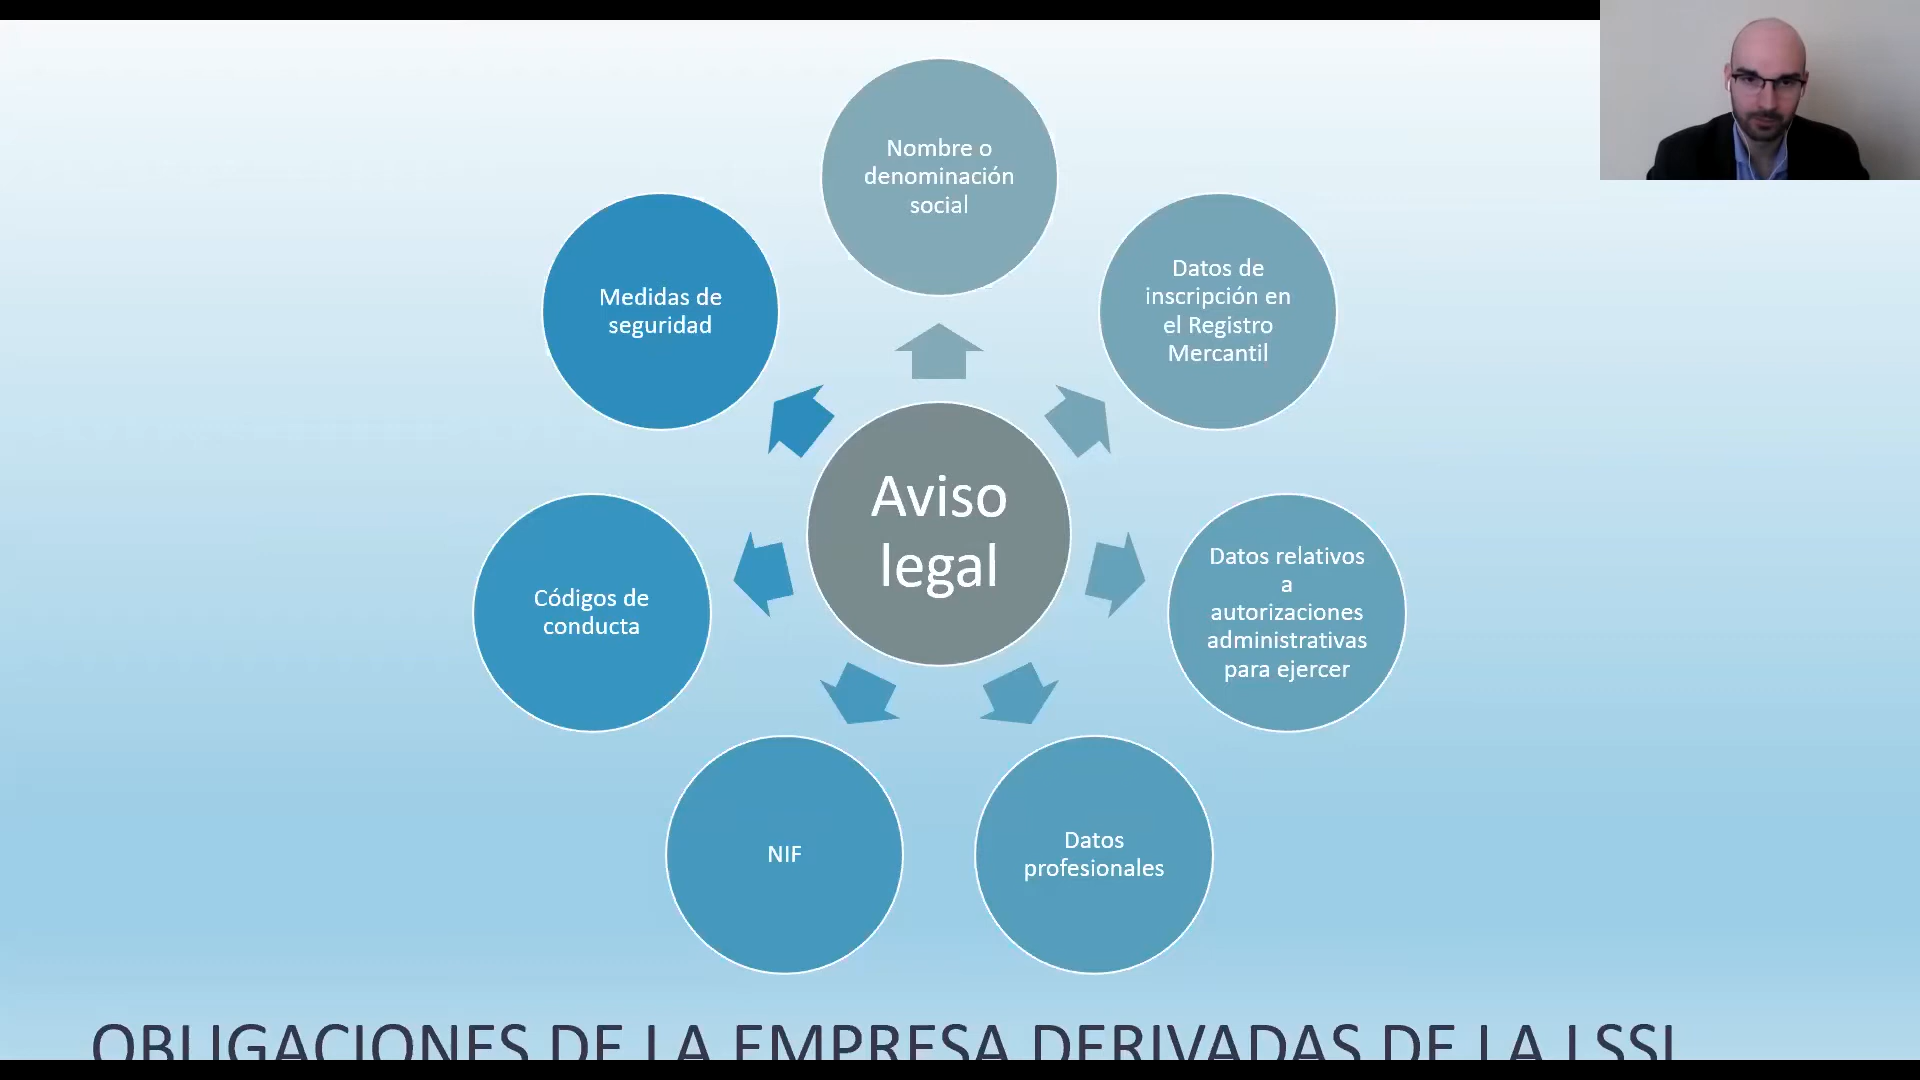 Nombre o
denominación
social
Datos de
inscripción en
el Registro
Mercantil
Datos relativos
a
autorizaciones
administrativas
para ejercer
Datos
profesionales
NIF
Códigos de
conducta
Medidas de
seguridad
Aviso
legal
OBLIGACIONES DE LA EMPRESA DERIVADAS DE LA LSSI